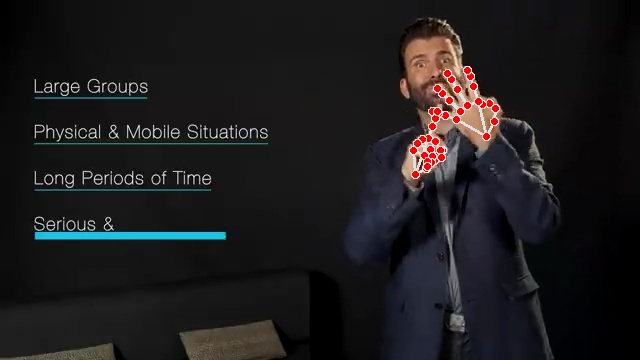 Large Groups
Physical & Mobile Situations
Long Periods of Time
Serious &